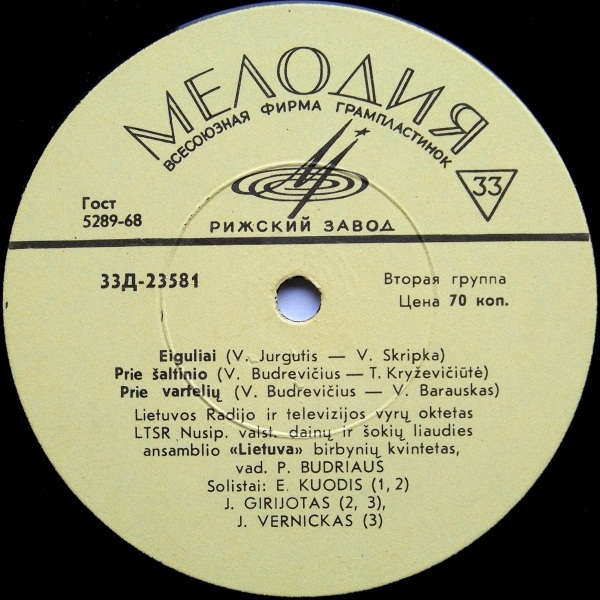 МЕЛОДИЯ
ВСЕСОЮЗНАЯ ФИРМА ГРАМПЛАСТИНОК
33
Гост
5289-68
РИЖСКИЙ ЗАВОД
33Д-23581
Вторая группа
Цена 70 коп.
Eiguliai (V. Jurgutis — V. Skripka)
Prie šaltinio (V. Budrevičius — T. Kryževičiūtė)
Prie vartelių (V. Budrevičius — V. Barauskas)
Lietuvos Radijo ir televizijos vyrų oktetas
LTSR Nusip. valst. dainų ir šokių liaudies
ansamblio «Lietuva» birbynių kvintetas,
vad. P. BUDRIAUS
Solistai: E. KUODIS (1, 2)
J. GIRIJOTAS (2, 3),
J. VERNICKAS (3)